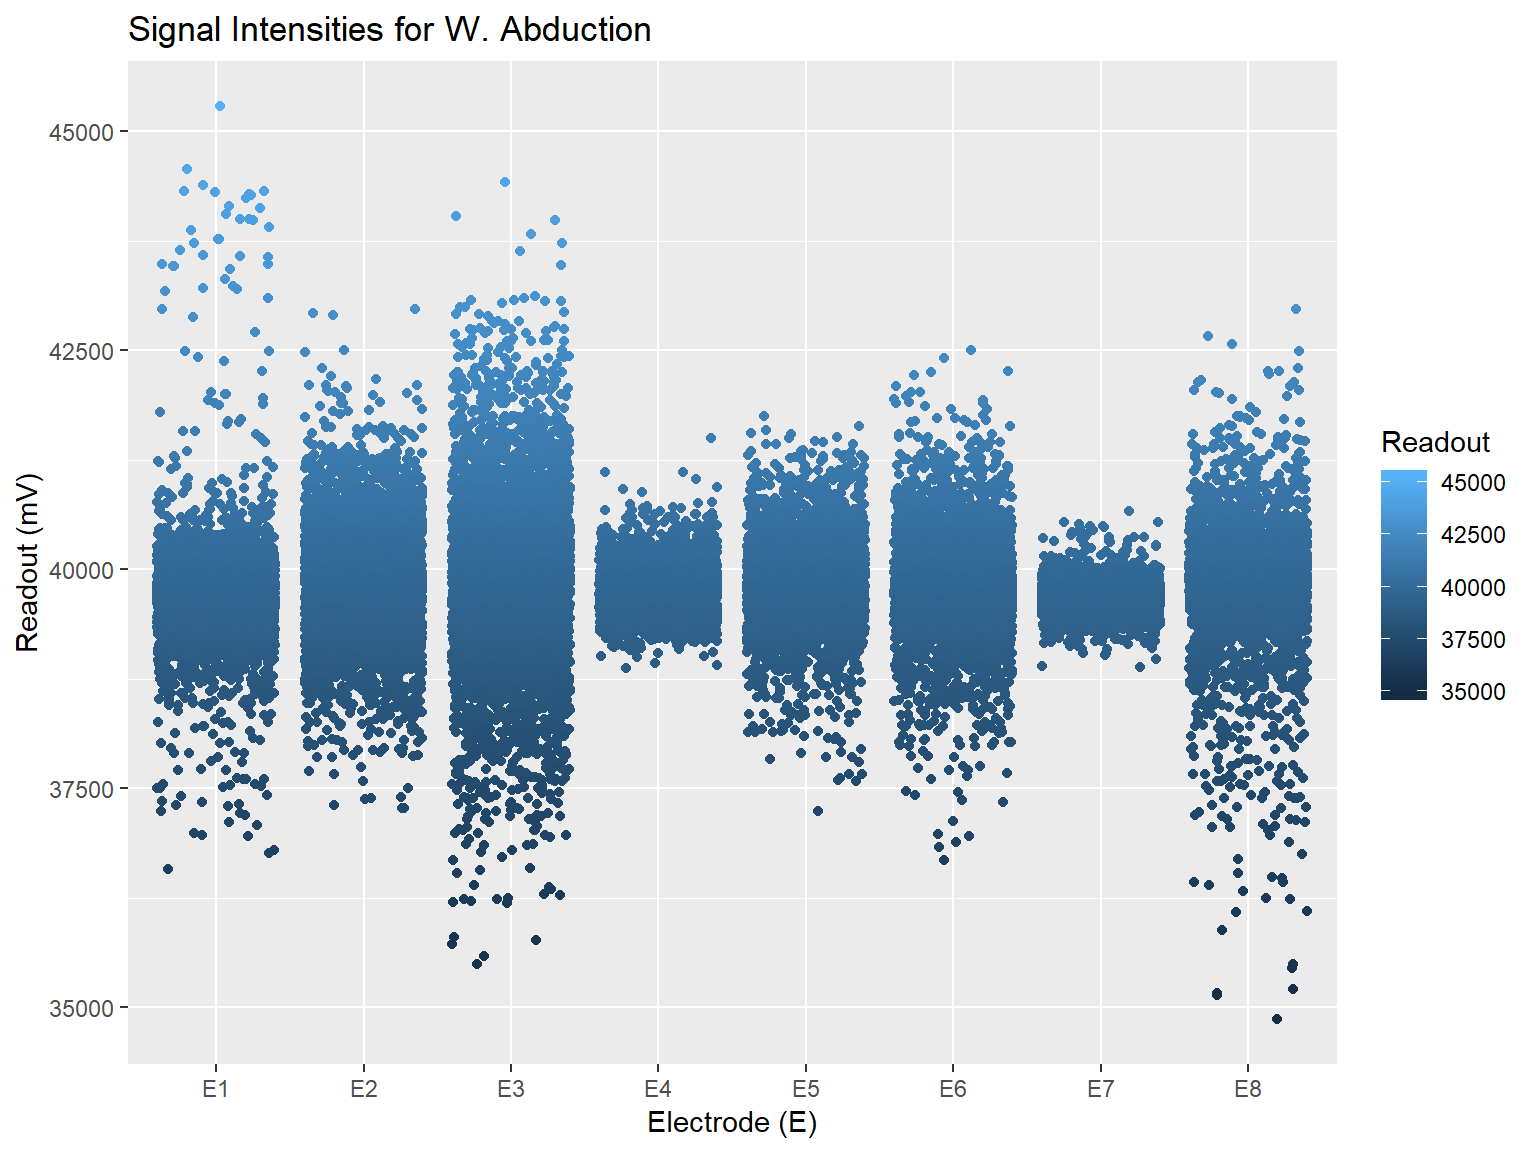 Signal Intensities for W. Abduction
Readout (mV)
45000
42500
40000
37500
35000
E1 E2 E3 E4 E5 E6 E7 E8
Electrode (E)
Readout
45000
42500
40000
37500
35000